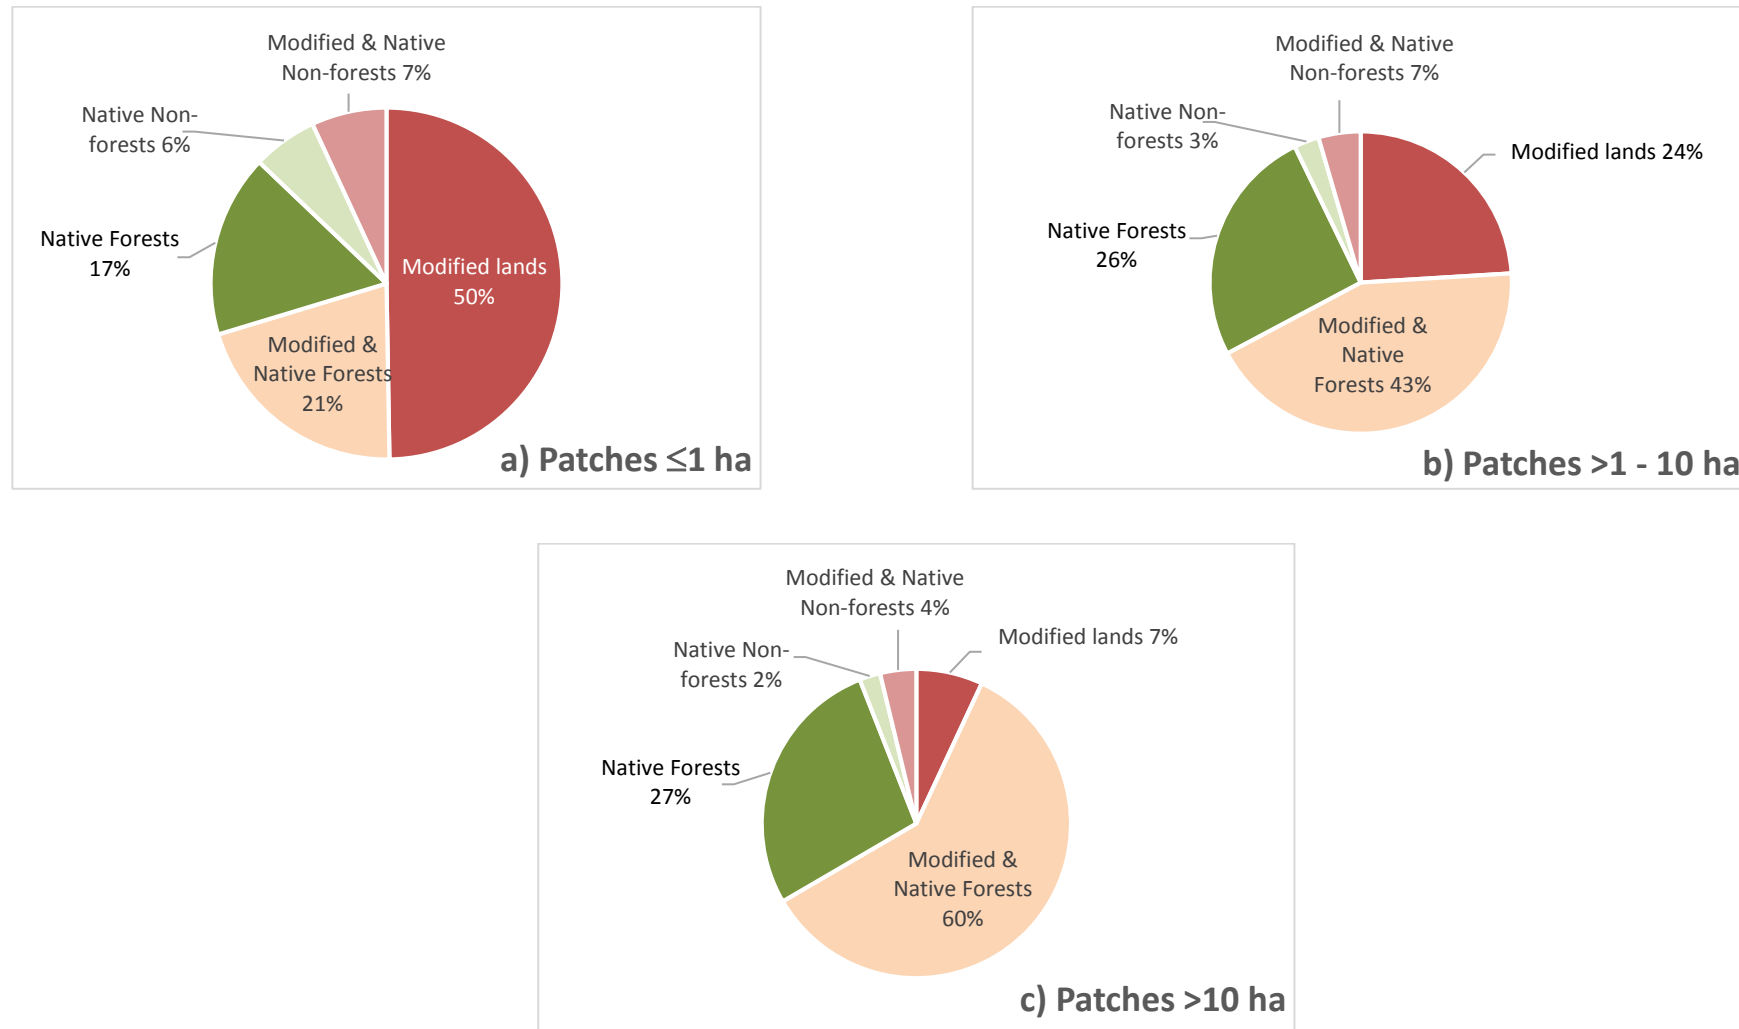 Modified & Native
Non-forests 7%
Native Non-
forests 6%
Native Forests
17%
Modified lands
50%
Modified &
Native Forests
21%
a) Patches ≤1 ha
Modified & Native
Non-forests 7%
Native Non-
forests 3%
Modified lands 24%
Native Forests
26%
Modified &
Native
Forests 43%
b) Patches >1 - 10 ha
Modified & Native
Non-forests 4%
Native Non-
forests 2%
Modified lands 7%
Native Forests
27%
Modified &
Native Forests
60%
c) Patches >10 ha